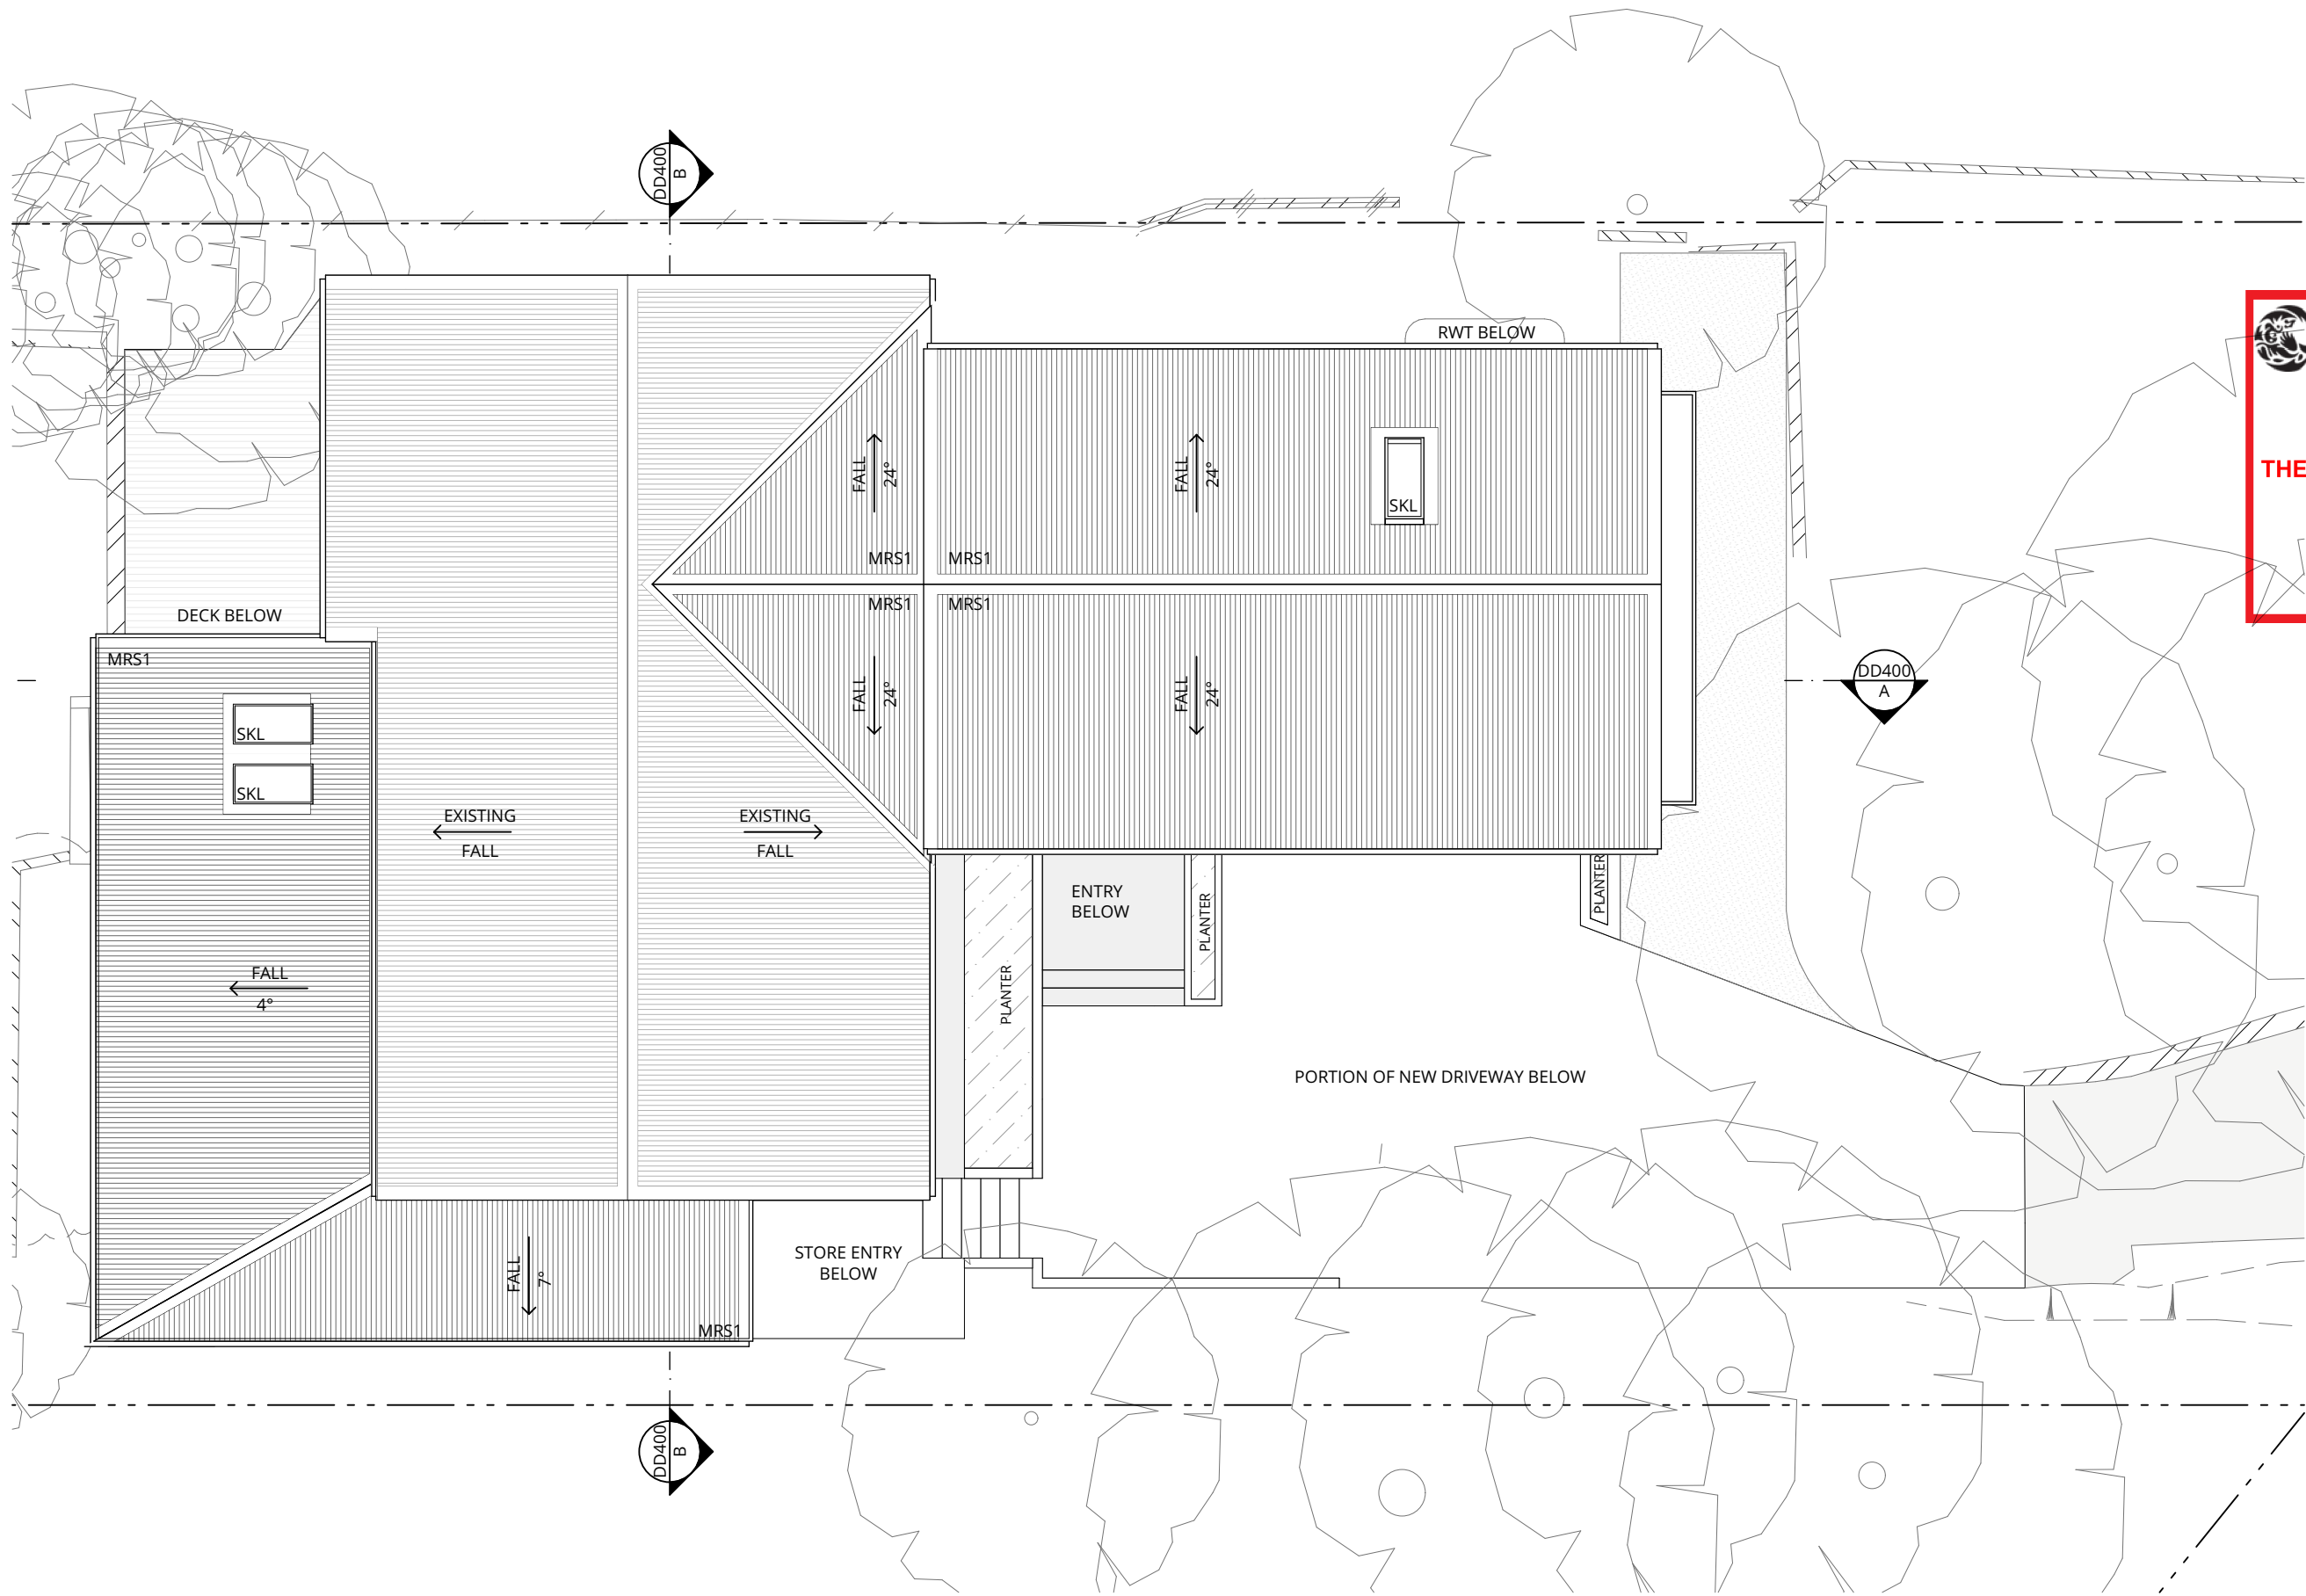 DD400
B
RWT BELOW
THE
FALL
24°
FALL
24°
SKL
MRS1
MRS1
MRS1
MRS1
DECK BELOW
MRS1
FALL
24°
FALL
24°
DD400
A
SKL
SKL
EXISTING
FALL
EXISTING
FALL
ENTRY
BELOW
PLANTER
PLANTER
PLANTER
FALL
4°
PORTION OF NEW DRIVEWAY BELOW
STORE ENTRY
BELOW
FALL
7°
MRS1
DD400
B